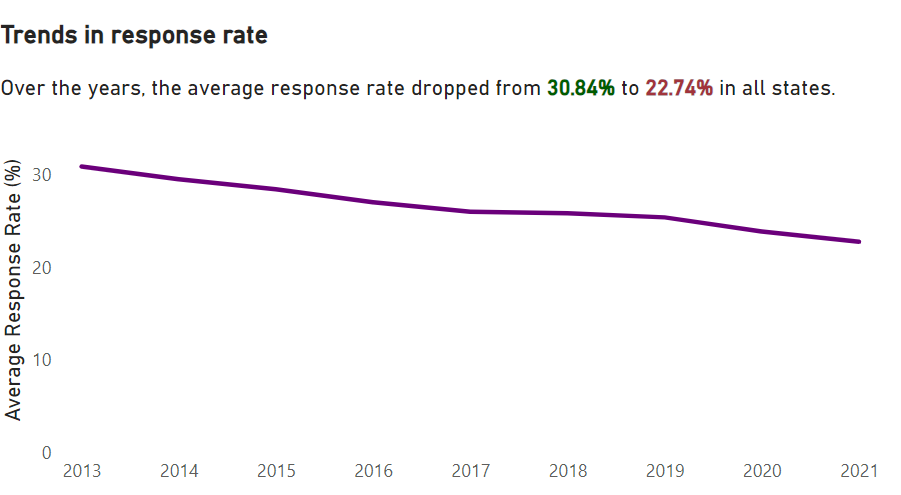 Trends in response rate
Over the years, the average response rate dropped from 30.84% to 22.74% in all states.
Average Response Rate (%)
30
20
10
0
2013 2014 2015 2016 2017 2018 2019 2020 2021